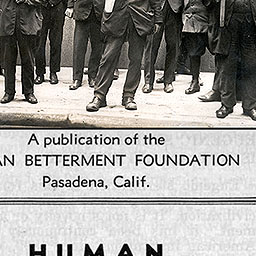 A publication of the
AN BETTERMENT FOUNDATION
Pasadena, Calif.
HUMAN